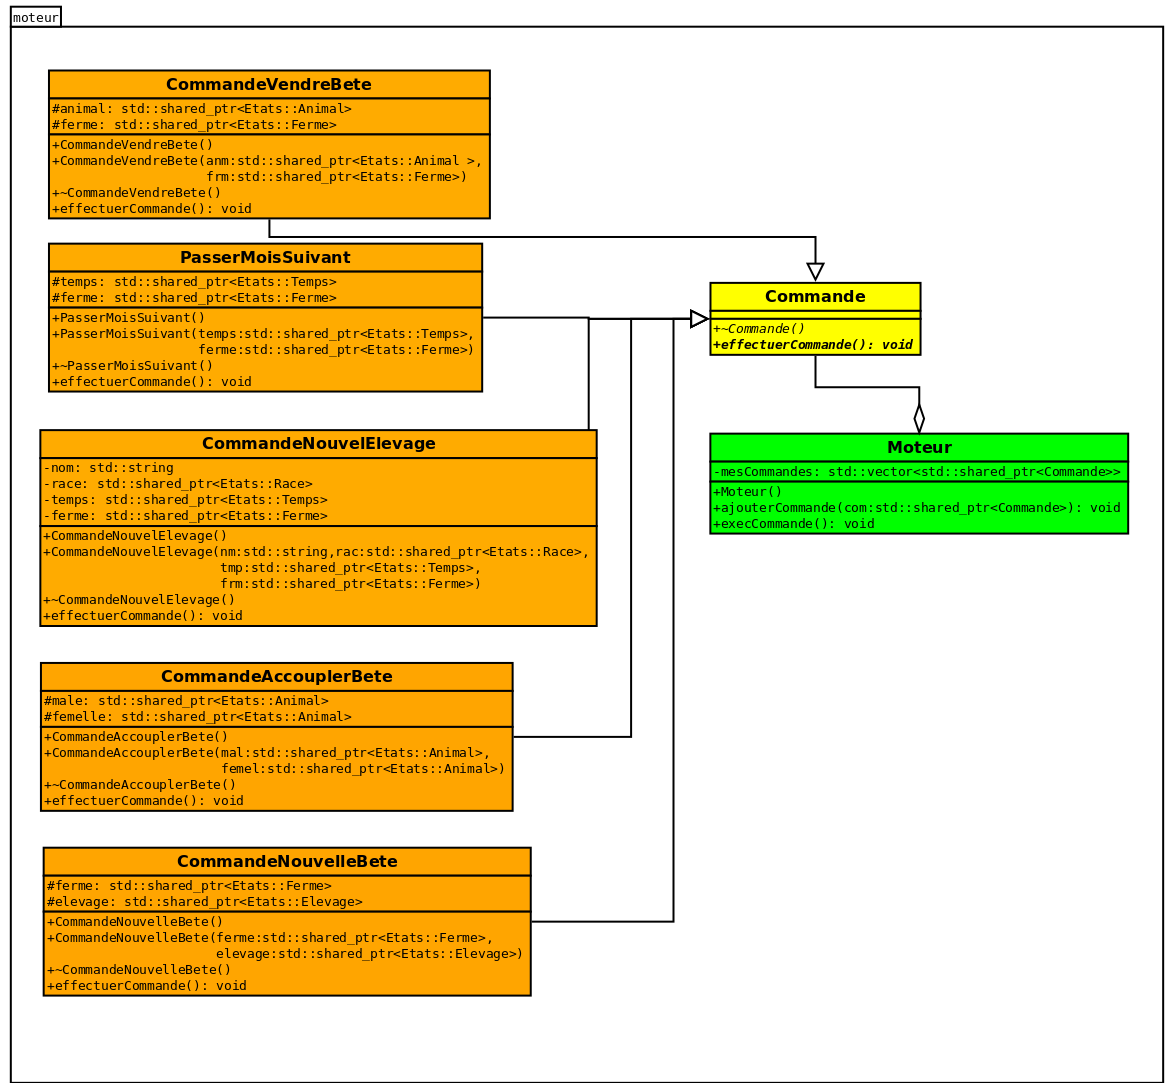 moteur
CommandeVendreBete
#animal: std::shared_ptr<Etats::Animal>
#ferme: std::shared_ptr<Etats::Ferme>
+CommandeVendreBete()
+CommandeVendreBete(anm:std::shared_ptr<Etats::Animal >,
frm:std::shared_ptr<Etats::Ferme>)
+~CommandeVendreBete()
+effectuerCommande(): void
PasserMoisSuivant
#temps: std::shared_ptr<Etats::Temps>
#ferme: std::shared_ptr<Etats::Ferme>
+PasserMoisSuivant()
+PasserMoisSuivant(temps:std::shared_ptr<Etats::Temps>,
ferme:std::shared_ptr<Etats::Ferme>)
+~PasserMoisSuivant()
+effectuerCommande(): void
Commande
+~Commande()
+effectuerCommande(): void
CommandeNouvelElevage
-nom: std::string
-race: std::shared_ptr<Etats::Race>
-temps: std::shared_ptr<Etats::Temps>
-ferme: std::shared_ptr<Etats::Ferme>
+CommandeNouvelElevage()
+CommandeNouvelElevage(nm:std::string,rac:std::shared_ptr<Etats::Race>,
tmp:std::shared_ptr<Etats::Temps>,
frm:std::shared_ptr<Etats::Ferme>)
+~CommandeNouvelElevage()
+effectuerCommande(): void
Moteur
-mesCommandes: std::vector<std::shared_ptr<Commande>>
+Moteur()
+ajouterCommande(com:std::shared_ptr<Commande>): void
+execCommande(): void
CommandeAccouplerBete
#male: std::shared_ptr<Etats::Animal>
#femelle: std::shared_ptr<Etats::Animal>
+CommandeAccouplerBete()
+CommandeAccouplerBete(mal:std::shared_ptr<Etats::Animal>,
femel:std::shared_ptr<Etats::Animal>)
+~CommandeAccouplerBete()
+effectuerCommande(): void
CommandeNouvelleBete
#ferme: std::shared_ptr<Etats::Ferme>
#elevage: std::shared_ptr<Etats::Elevage>
+CommandeNouvelleBete()
+CommandeNouvelleBete(ferme:std::shared_ptr<Etats::Ferme>,
elevage:std::shared_ptr<Etats::Elevage>)
+~CommandeNouvelleBete()
+effectuerCommande(): void